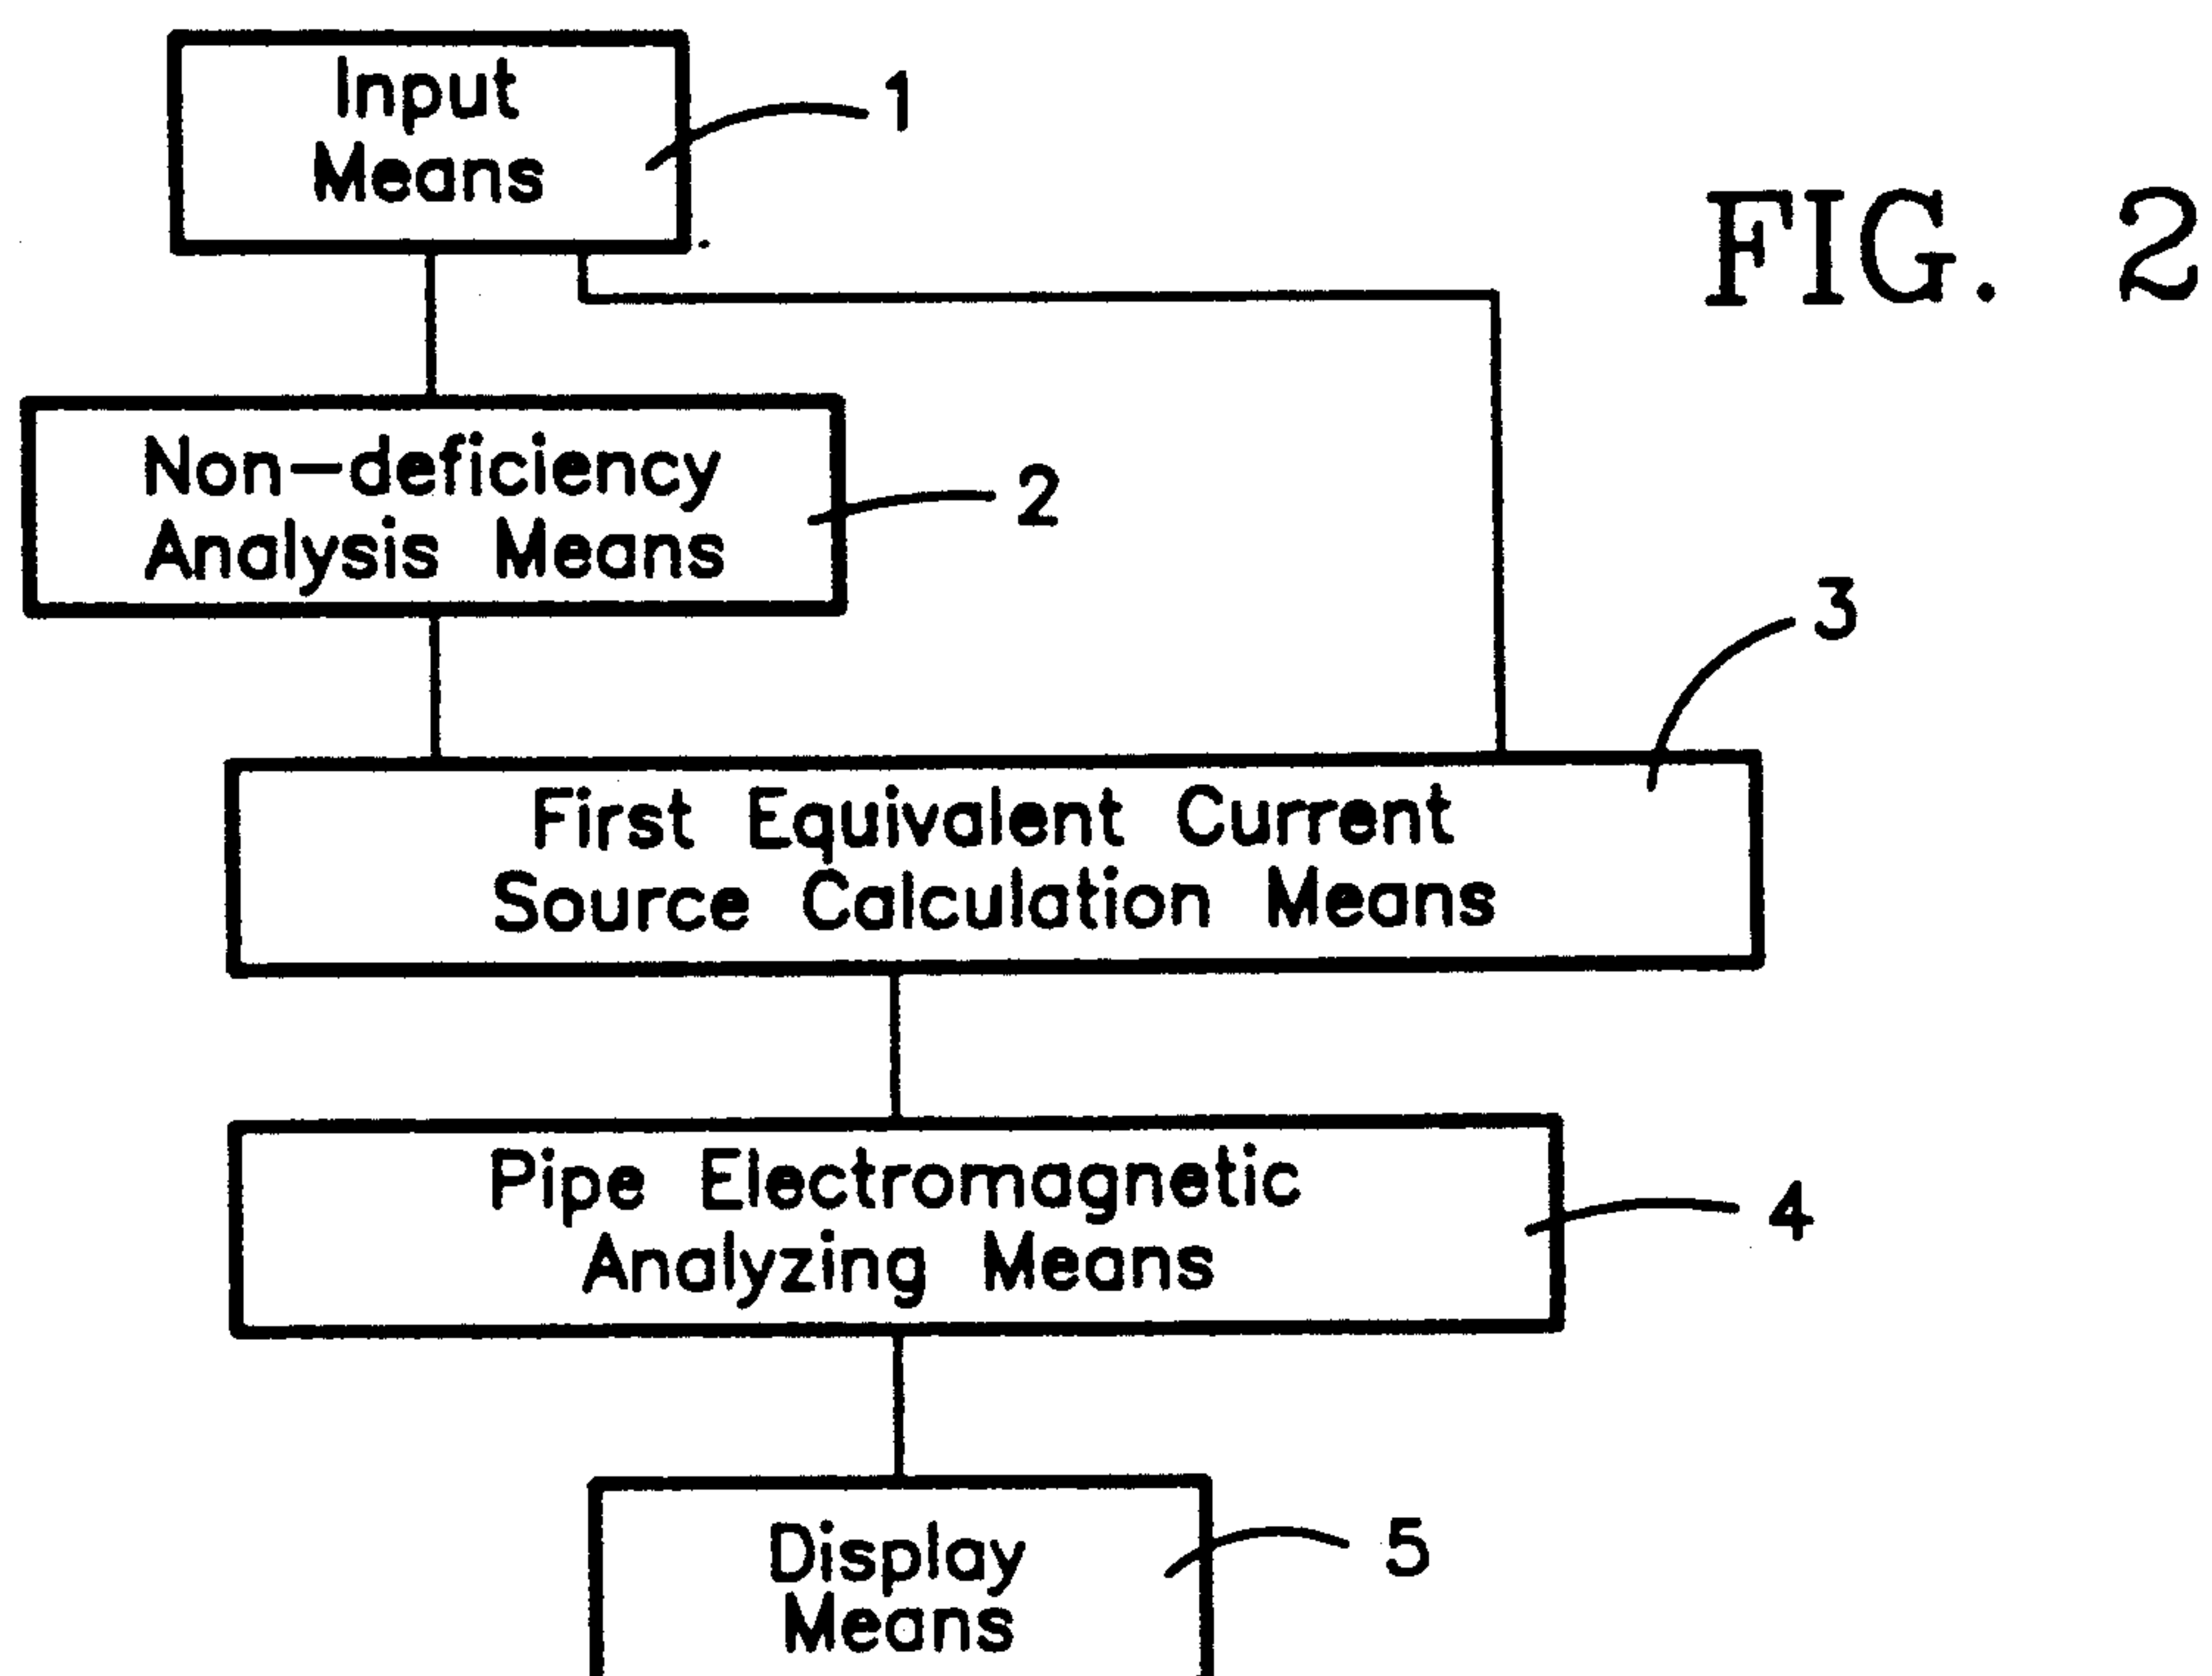 Input
Means
1
FIG. 2
Non-deficiency
Analysis Means
2
3
First Equivalent Current
Source Calculation Means
Pipe Electromagnetic
Analyzing Means
4
Display
Means
5